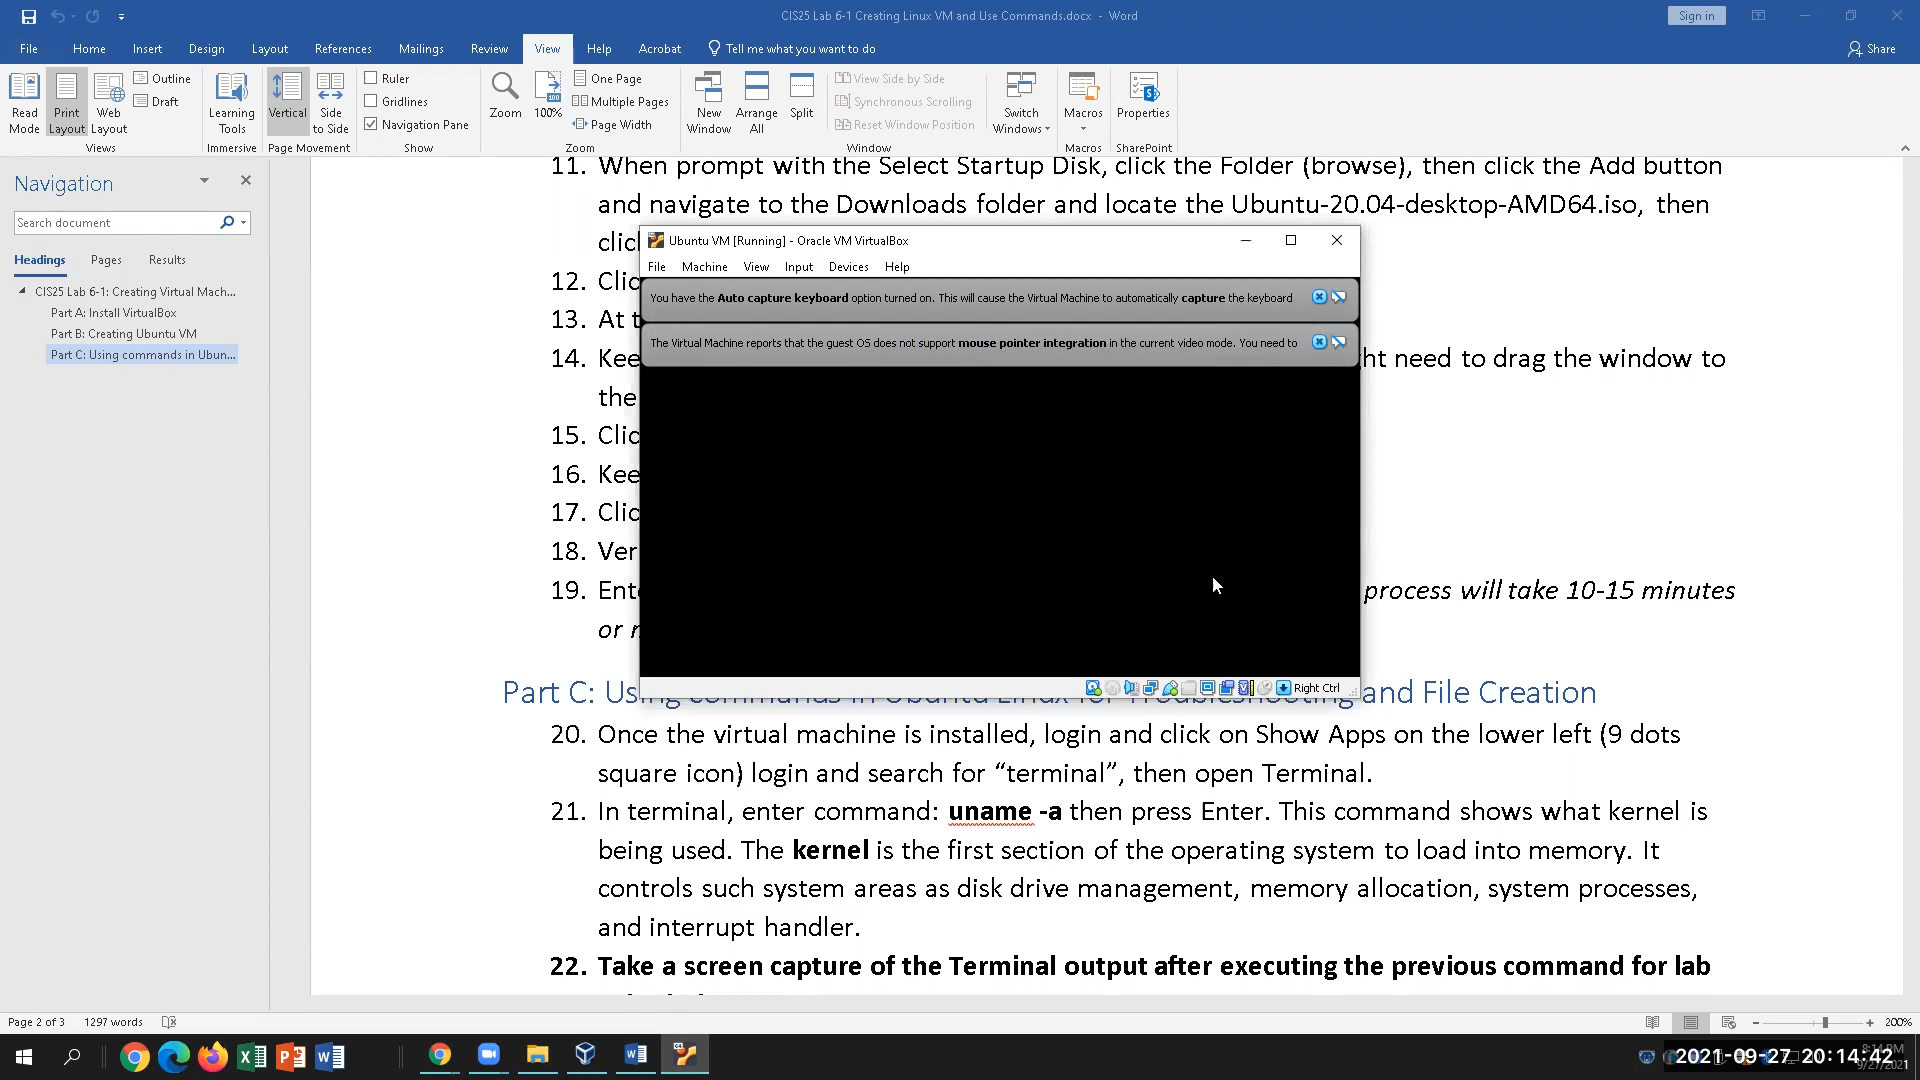 CIS25 Lab 6-1 Creating Linux VM and Use Commands.docx - Word
Sign in
File Home Insert Design Layout References Mailings Review View Help Acrobat Tell me what you want to do Share
Read Mode
Print Layout
Web Layout
Outline
Draft
Views
Learning Tools
Immersive
Vertical
Side to Side
Page Movement
Ruler
Gridlines
Navigation Pane
Show
Zoom
100%
One Page
Multiple Pages
Page Width
Zoom
New Window
Arrange All
Split
View Side by Side
Synchronous Scrolling
Reset Window Position
Window
Switch Windows
Macros
Macros
Properties
SharePoint
Navigation
Search document
Headings Pages Results
CIS25 Lab 6-1: Creating Virtual Mach...
Part A: Install VirtualBox
Part B: Creating Ubuntu VM
Part C: Using commands in Ubun...
11. When prompt with the Select Startup Disk, click the Folder (browse), then click the Add button
and navigate to the Downloads folder and locate the Ubuntu-20.04-desktop-AMD64.iso, then
clic
12. Clic
13. At t
14. Kee ht need to drag the window to
the
15. Clic
16. Kee
17. Clic
18. Ver
19. Ente process will take 10-15 minutes
or
Ubuntu VM [Running] - Oracle VM VirtualBox
File Machine View Input Devices Help
You have the Auto capture keyboard option turned on. This will cause the Virtual Machine to automatically capture the keyboard
The Virtual Machine reports that the guest OS does not support mouse pointer integration in the current video mode. You need to
Right Ctrl
Part C: Using commands in Ubuntu Linux for Troubleshooting and File Creation
20. Once the virtual machine is installed, login and click on Show Apps on the lower left (9 dots
square icon) login and search for “terminal”, then open Terminal.
21. In terminal, enter command: uname -a then press Enter. This command shows what kernel is
being used. The kernel is the first section of the operating system to load into memory. It
controls such system areas as disk drive management, memory allocation, system processes,
and interrupt handler.
22. Take a screen capture of the Terminal output after executing the previous command for lab
Page 2 of 3 1297 words
200%
8:14 PM
2021-09-27 20:14:42
9/27/2021